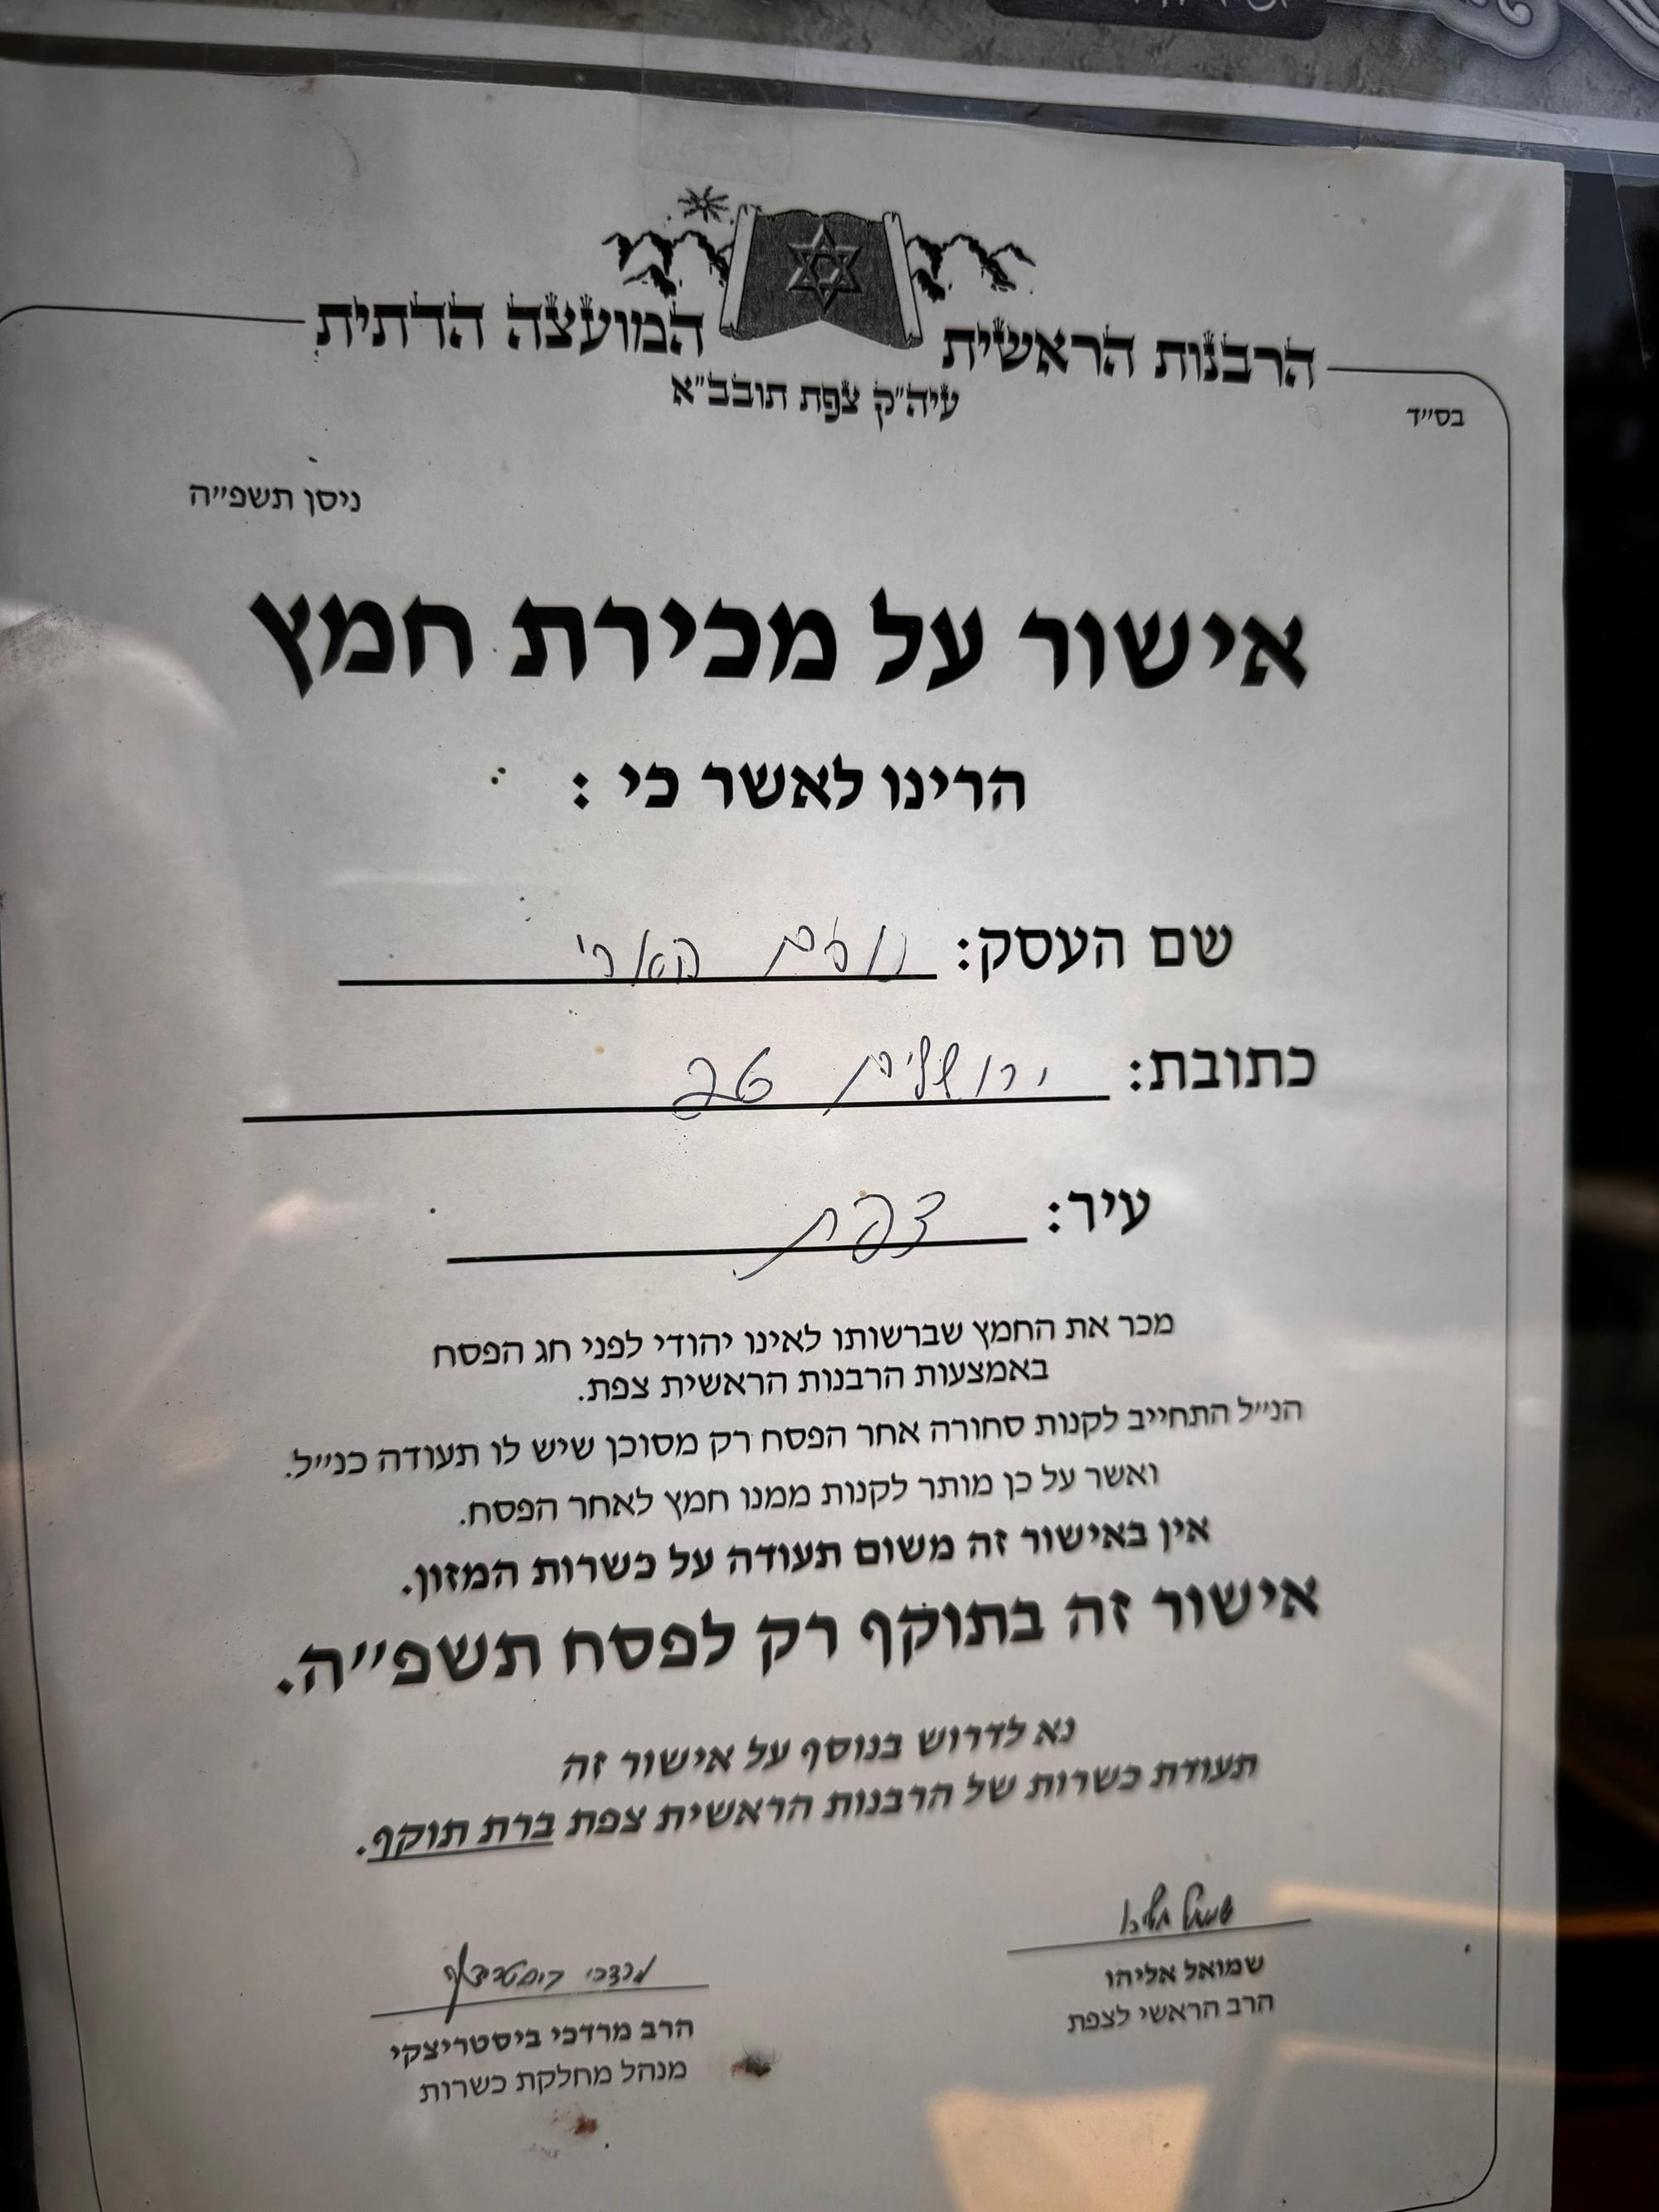 הרבנות הראשית המועצה הדתית
עיה"ק צפת תובב"א
בס"ד
ניסן תשפ"ה
אישור על מכירת חמץ
הרינו לאשר כי :
שם העסק: הארי
כתובת: ירושלים 26
עיר: צפת
מכר את החמץ שברשותו לאינו יהודי לפני חג הפסח
באמצעות הרבנות הראשית צפת.
הנ"ל התחייב לקנות סחורה אחר הפסח רק מסוכן שיש לו תעודה כנ"ל.
ואשר על כן מותר לקנות ממנו חמץ לאחר הפסח.
אין באישור זה משום תעודה על כשרות המזון.
אישור זה בתוקף רק לפסח תשפ"ה.
נא לדרוש בנוסף על אישור זה
תעודת כשרות של הרבנות הראשית צפת ברת תוקף.
שמואל אליהו
שמואל אליהו
הרב הראשי לצפת
מרדכי ביסטריצקי
הרב מרדכי ביסטריצקי
מנהל מחלקת כשרות